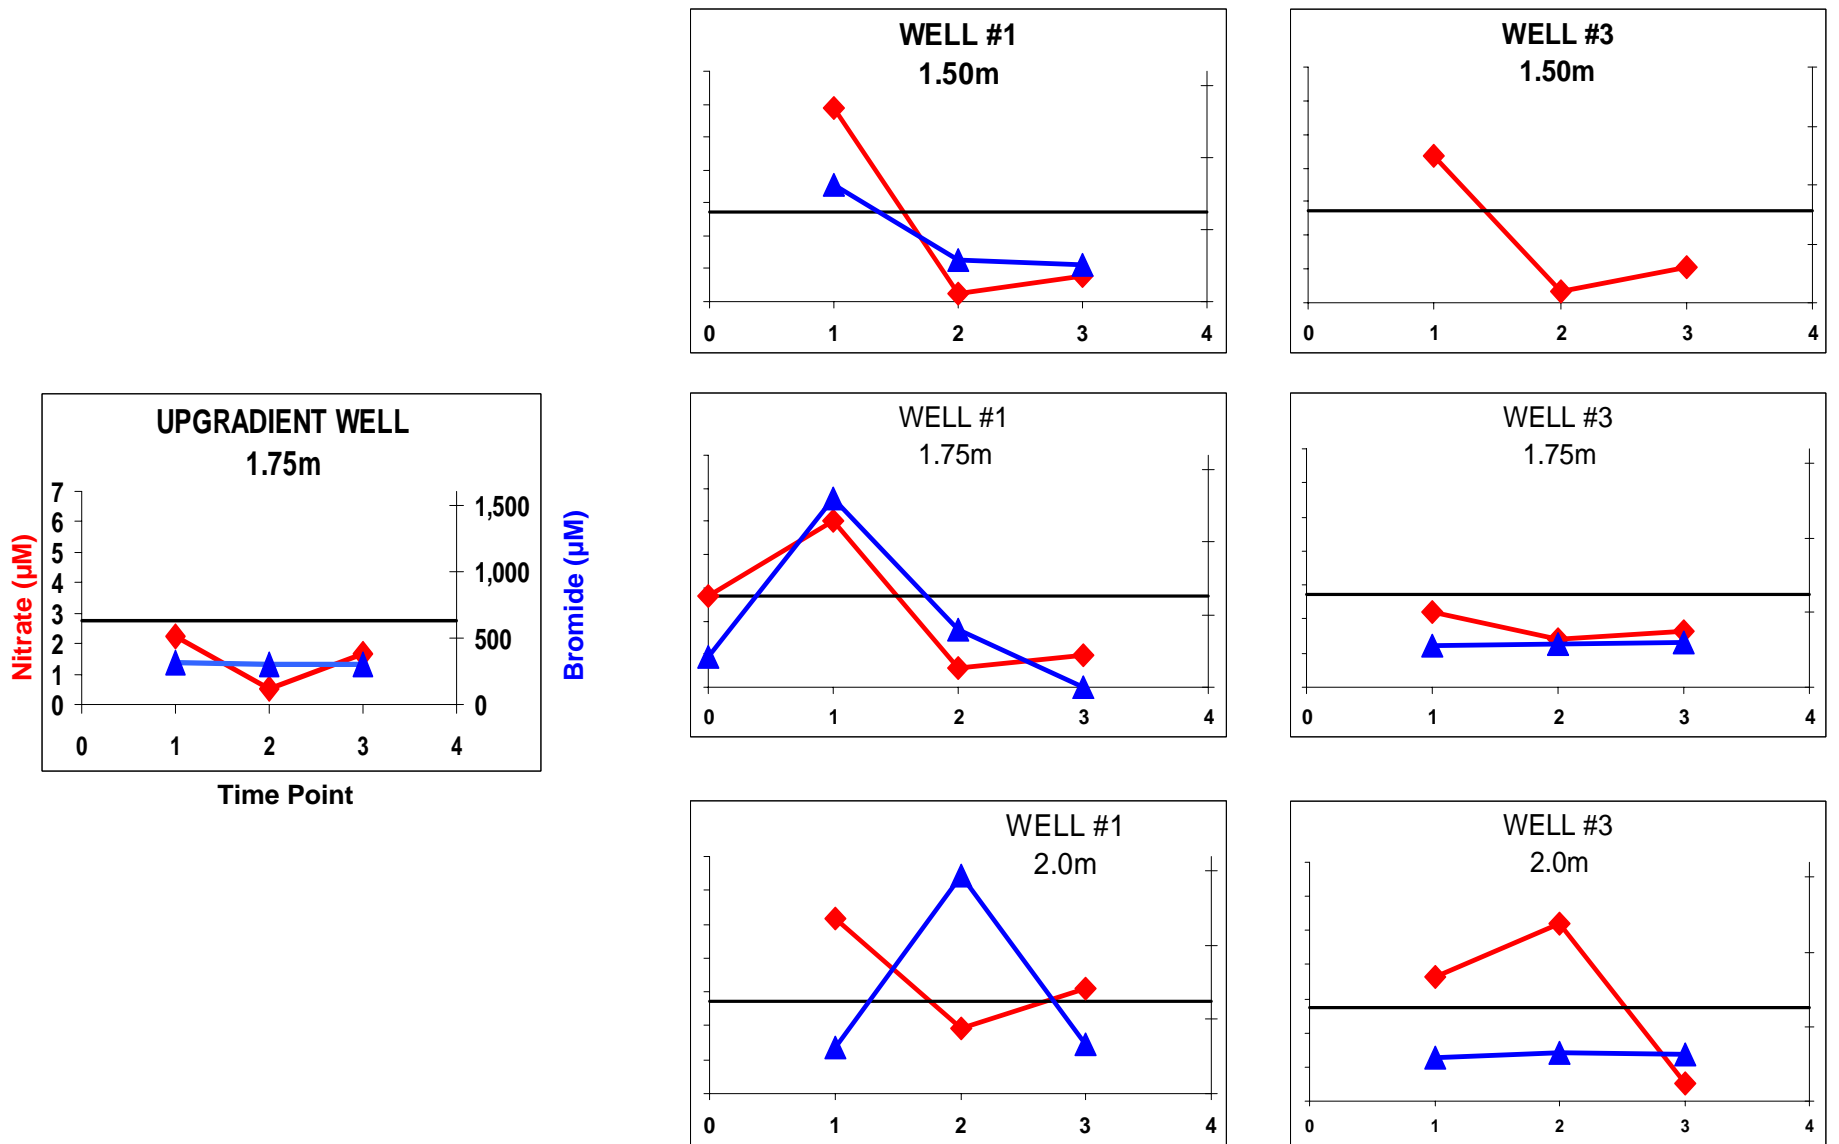 WELL #1
1.50m
0 1 2 3 4
WELL #3
1.50m
0 1 2 3 4
UPGRADIENT WELL
1.75m
7
6
5
4
3
2
1
0
Nitrate (µM)
1,500
1,000
500
0
Bromide (µM)
0 1 2 3 4
Time Point
WELL #1
1.75m
0 1 2 3 4
WELL #3
1.75m
0 1 2 3 4
WELL #1
2.0m
0 1 2 3 4
WELL #3
2.0m
0 1 2 3 4